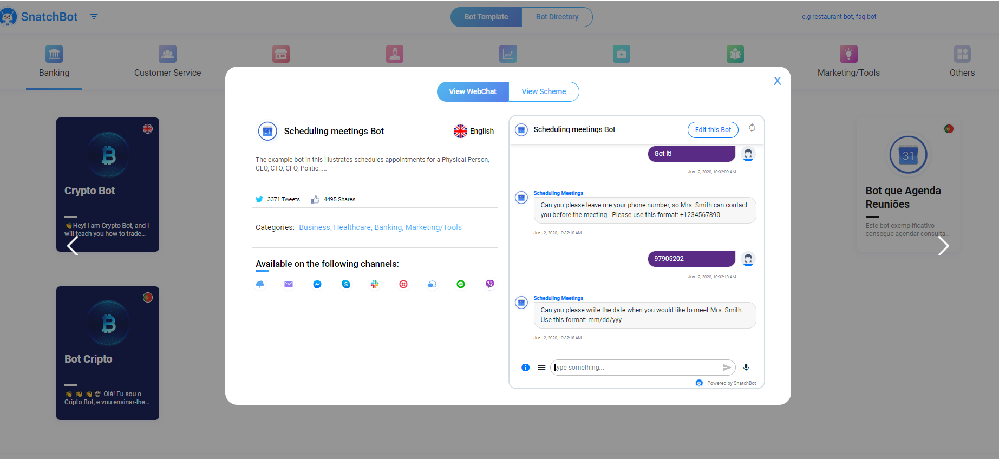 SnatchBot
Bot Template
Bot Directory
e.g restaurant bot, faq bot
Banking
Customer Service
Marketing/Tools
Others
Crypto Bot
👋Hey! I am Crypto Bot, and I
will teach you how to trade...
Bot Cripto
👋 👋 👋 Olá! Eu sou o
Cripto Bot, e vou ensinar-lhe...
X
View WebChat
View Scheme
31
Scheduling meetings Bot
English
The example bot in this illustrates schedules appointments for a Physical Person,
CEO, CTO, CFO, Politic.....
3371 Tweets
4495 Shares
Categories: Business, Healthcare, Banking, Marketing/Tools
Available on the following channels:
31
Scheduling meetings Bot
Edit this Bot
Got it!
Jun 12, 2020, 10:32:09 AM
Scheduling Meetings
31
Can you please leave me your phone number, so Mrs. Smith can contact
you before the meeting . Please use this format: +1234567890
Jun 12, 2020, 10:32:10 AM
97905202
Jun 12, 2020, 10:32:18 AM
Scheduling Meetings
31
Can you please write the date when you would like to meet Mrs. Smith.
Use this format: mm/dd/yyy
Jun 12, 2020, 10:32:18 AM
type something...
Powered by SnatchBot
31
Bot que Agenda
Reuniões
Este bot exemplificativo
consegue agendar consulta...